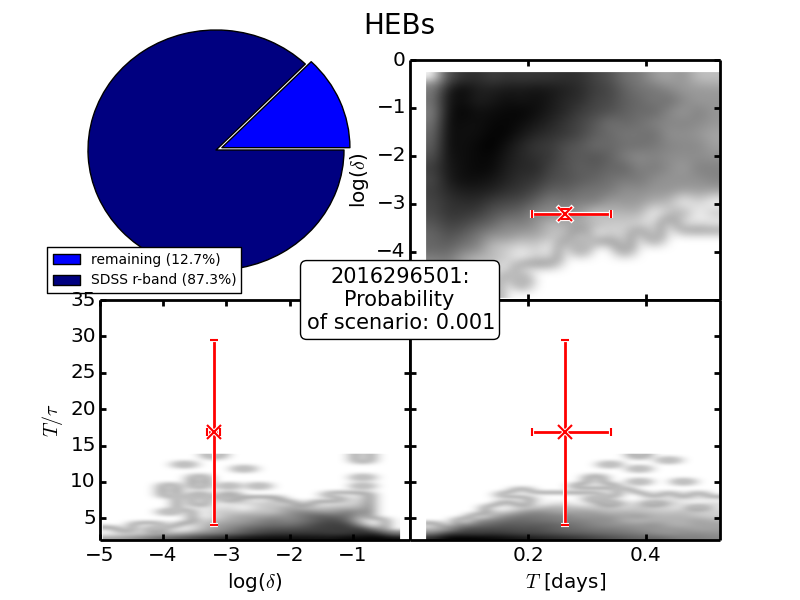 HEBs
remaining (12.7%)
SDSS r-band (87.3%)
0
−1
−2
−3
−4
log(δ)
2016296501:
Probability
of scenario: 0.001
35
30
25
20
15
10
5
T/τ
−5 −4 −3 −2 −1
log(δ)
0.2 0.4
T [days]